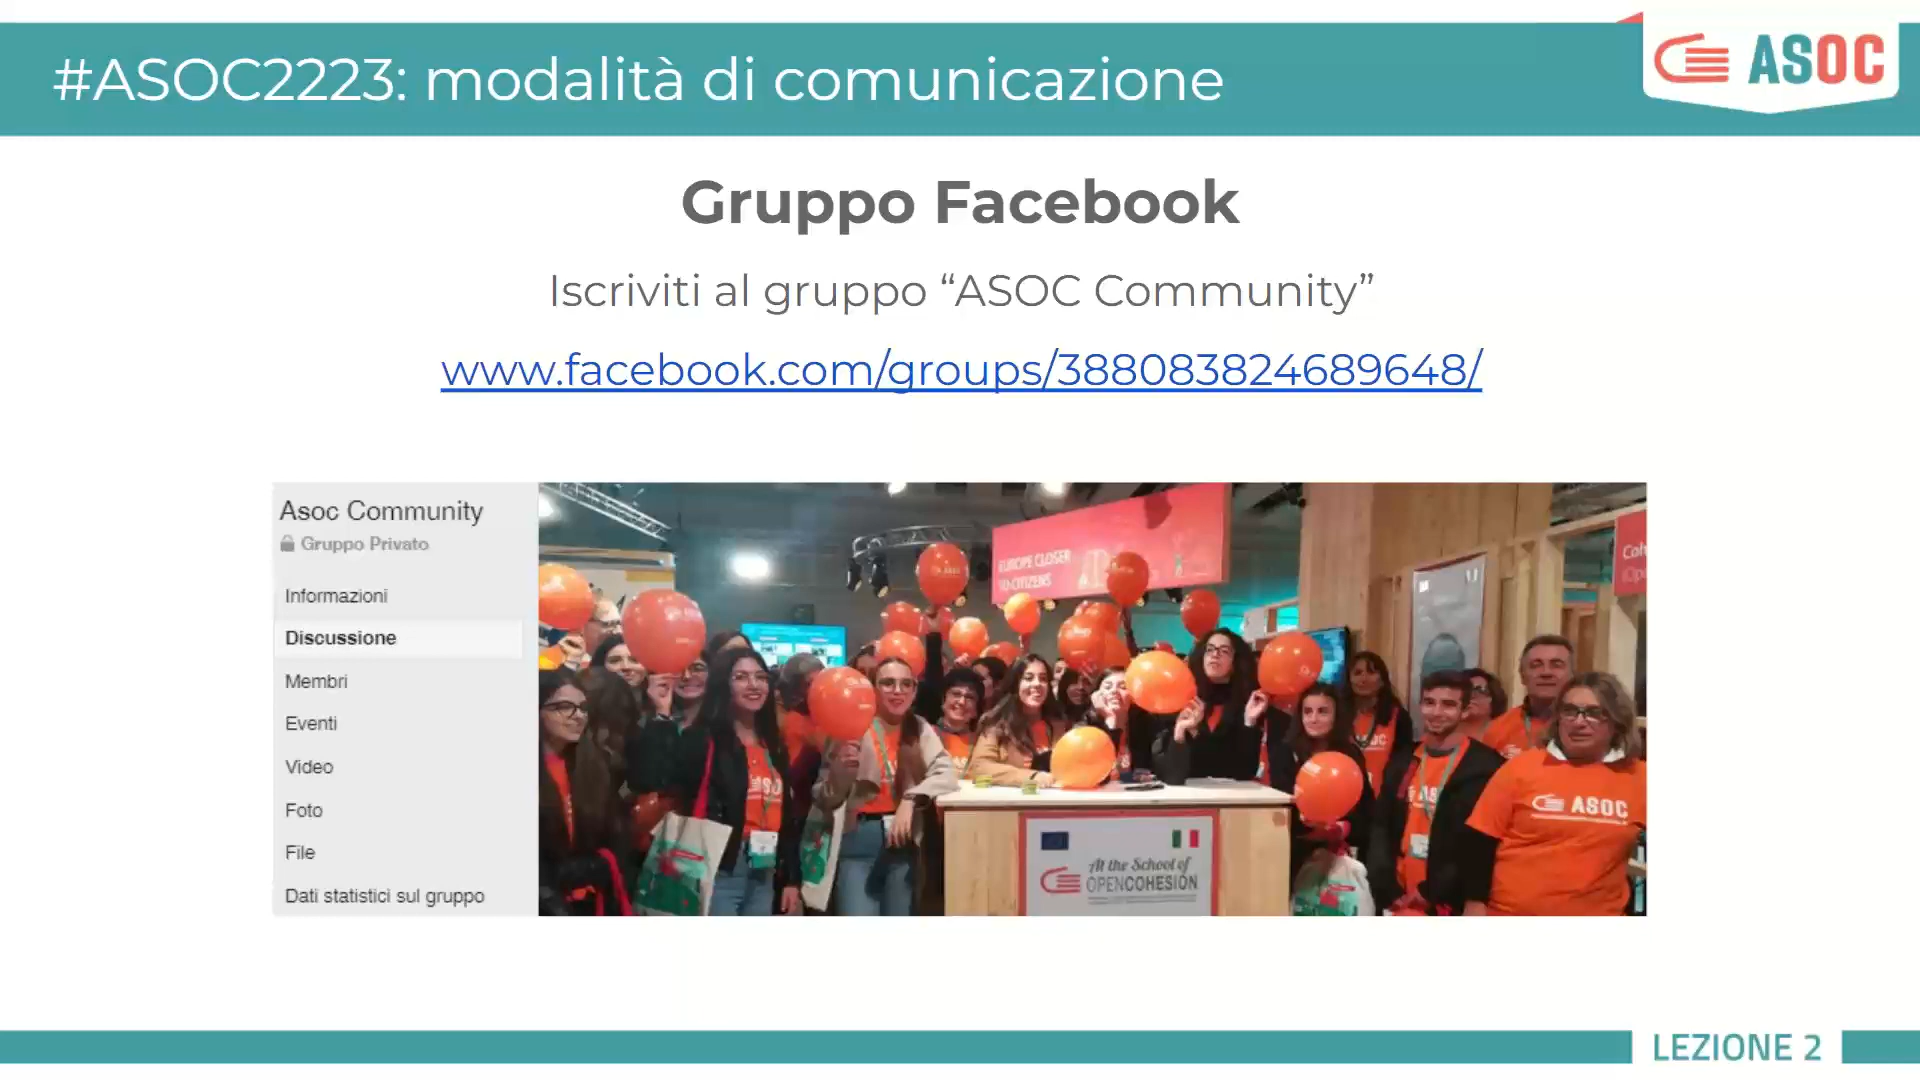 #ASOC2223: modalità di comunicazione
ASOC
Gruppo Facebook
Iscriviti al gruppo “ASOC Community”
www.facebook.com/groups/388083824689648/
Asoc Community
Gruppo Privato
Informazioni
Discussione
Membri
Eventi
Video
Foto
File
Dati statistici sul gruppo
EUROPE CLOSER
TO CITIZENS
ASOC
At the School of
OPENCOHESION
LEZIONE 2